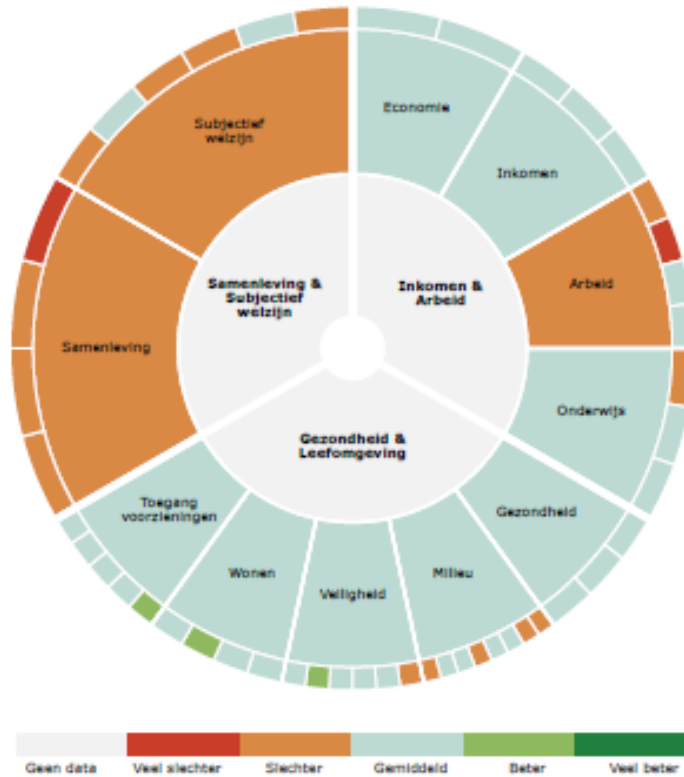 Subjectief
welzijn
Economie
Inkomen
Samenleving &
Subjectief
welzijn
Inkomen &
Arbeid
Arbeid
Samenleving
Onderwijs
Gezondheid &
Leefomgeving
Toegang
voorzieningen
Gezondheid
Wonen
Veiligheid
Milieu
Geen data
Veel slechter
Slechter
Gemiddeld
Beter
Veel beter